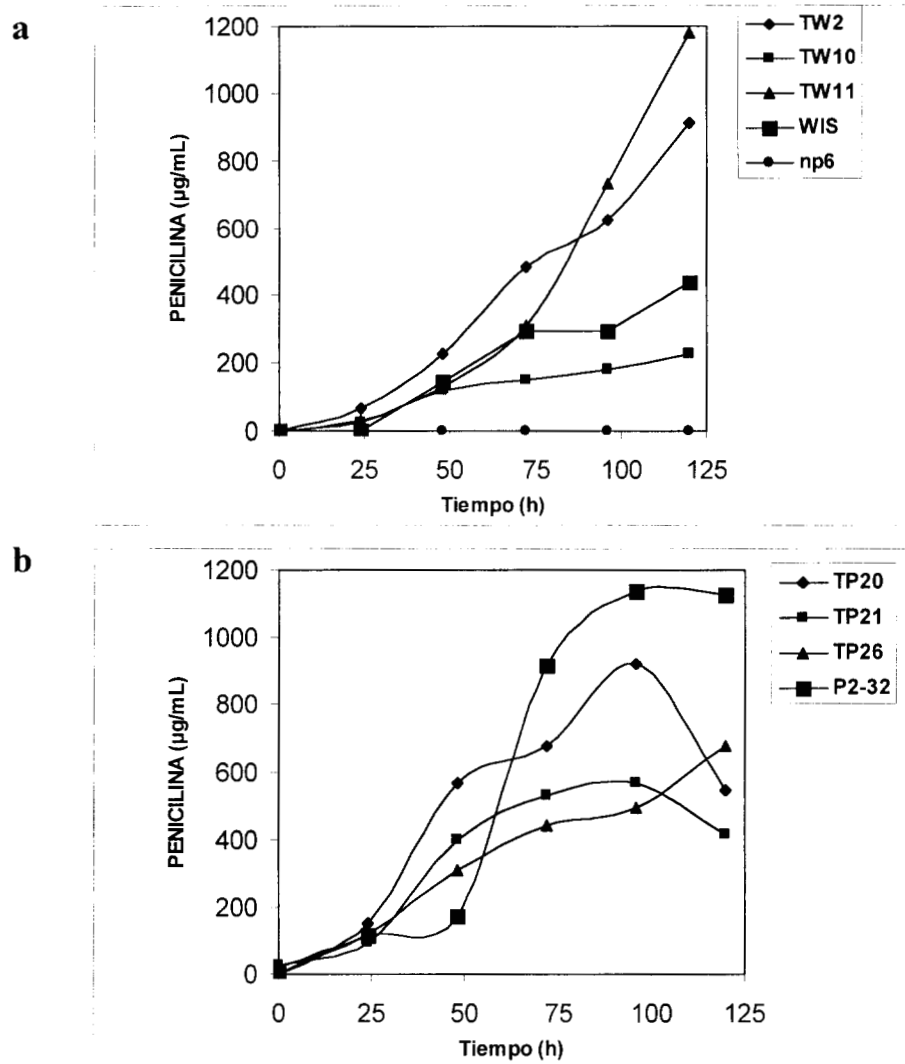 a
PENICILINA (µg/mL)
1200
1000
800
600
400
200
0
0 25 50 75 100 125
Tiempo (h)
TW2
TW10
TW11
WIS
np6
b
PENICILINA (µg/mL)
1200
1000
800
600
400
200
0
0 25 50 75 100 125
Tiempo (h)
TP20
TP21
TP26
P2-32